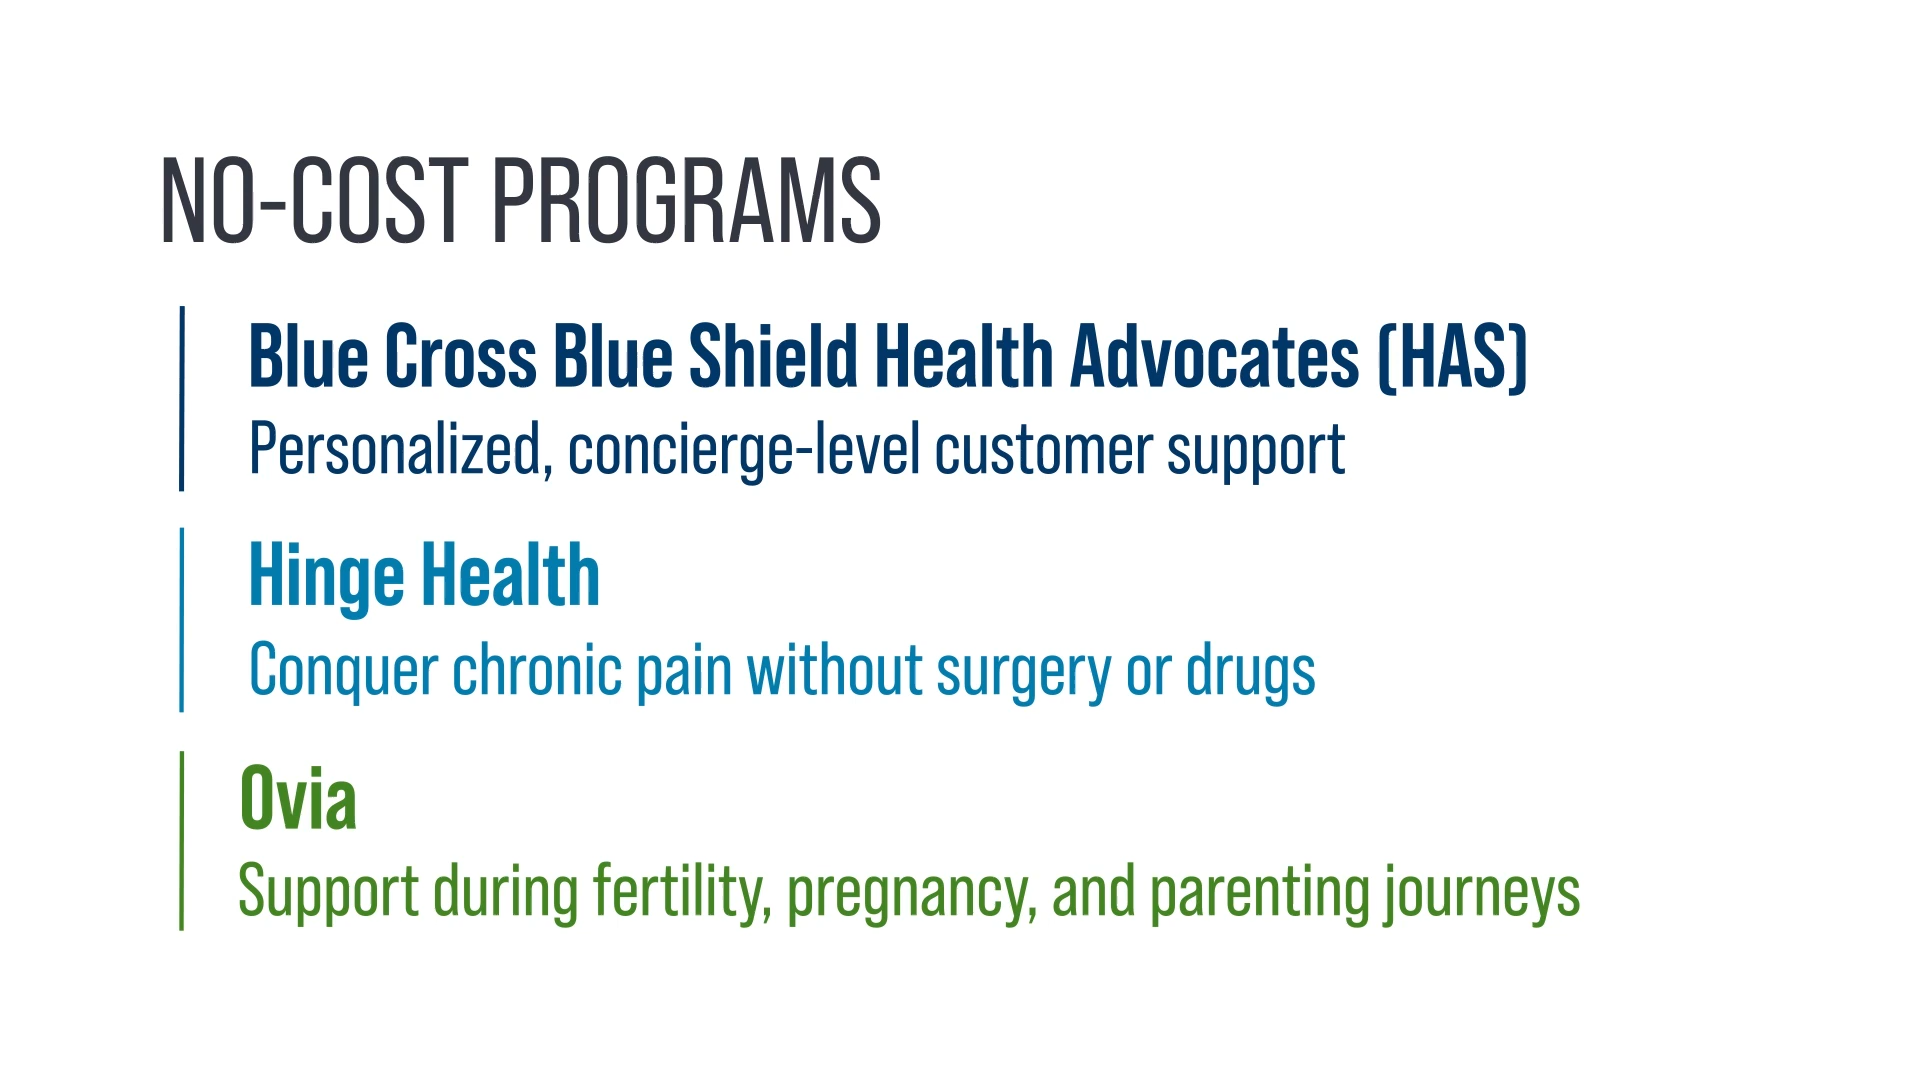 NO-COST PROGRAMS
Blue Cross Blue Shield Health Advocates (HAS)
Personalized, concierge-level customer support
Hinge Health
Conquer chronic pain without surgery or drugs
Ovia
Support during fertility, pregnancy, and parenting journeys